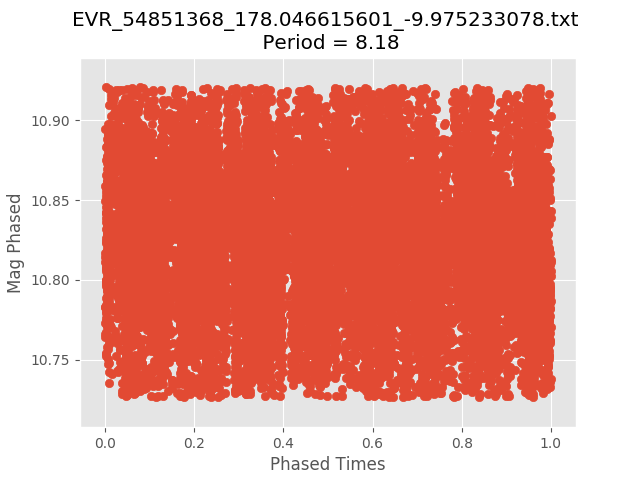 EVR_54851368_178.046615601_-9.975233078.txt
Period = 8.18
10.90
10.85
10.80
10.75
Mag Phased
0.0 0.2 0.4 0.6 0.8 1.0
Phased Times